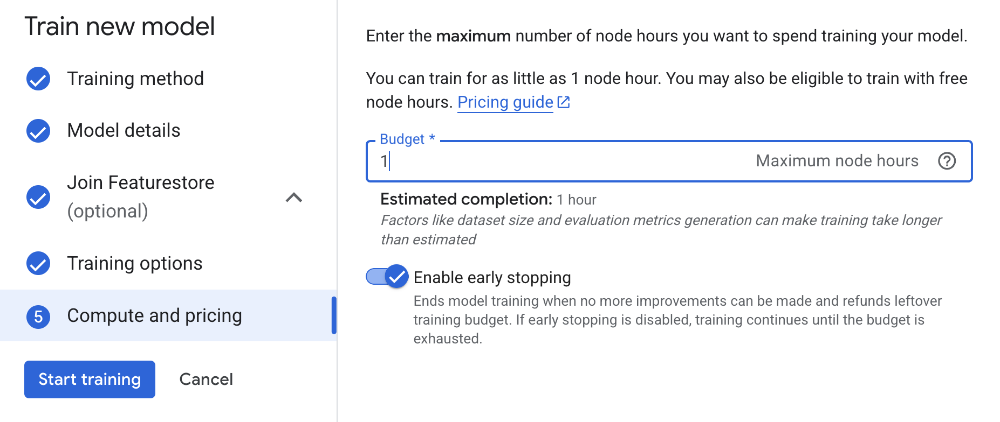 Train new model
Training method
Model details
Join Featurestore
(optional)
Training options
5 Compute and pricing
Start training Cancel
Enter the maximum number of node hours you want to spend training your model.
You can train for as little as 1 node hour. You may also be eligible to train with free
node hours. Pricing guide
Budget *
1 Maximum node hours
Estimated completion: 1 hour
Factors like dataset size and evaluation metrics generation can make training take longer
than estimated
Enable early stopping
Ends model training when no more improvements can be made and refunds leftover
training budget. If early stopping is disabled, training continues until the budget is
exhausted.